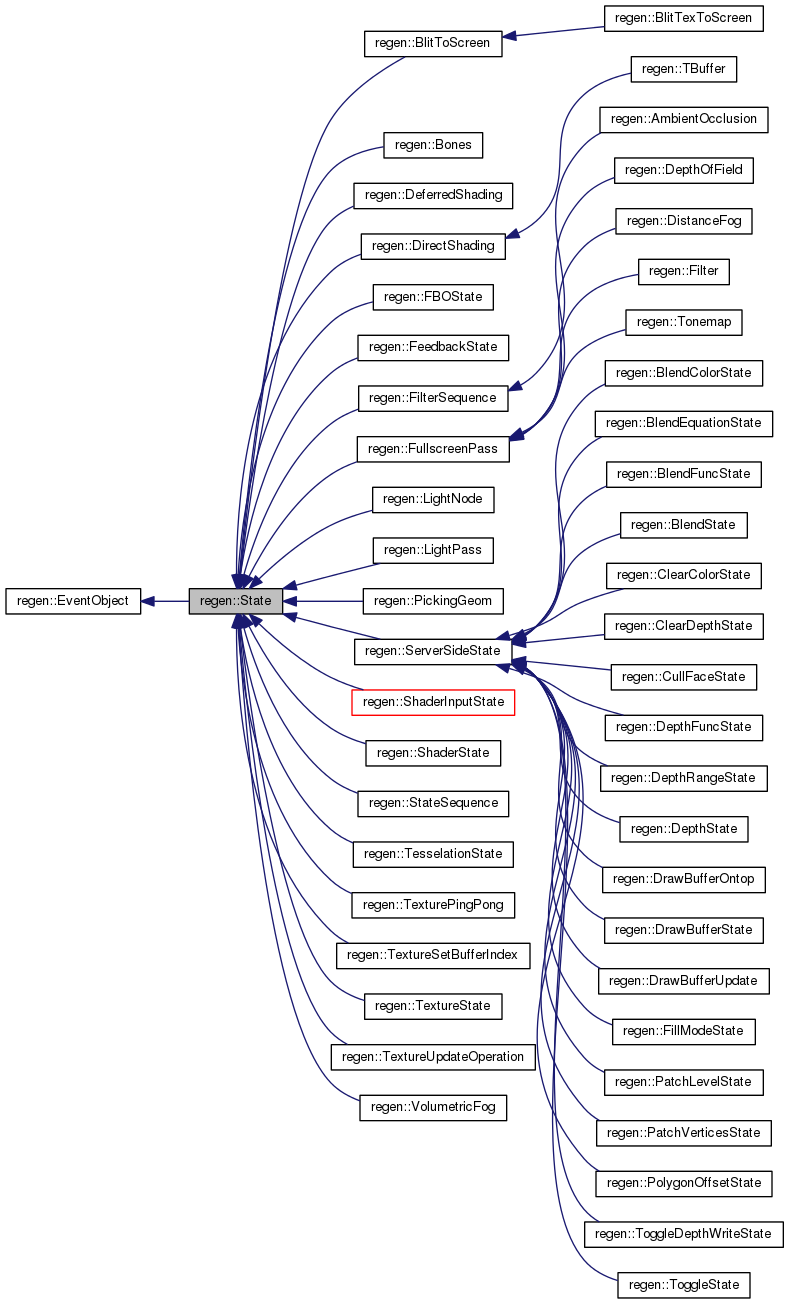 regen::EventObject
regen::State
regen::BlitToScreen
regen::Bones
regen::DeferredShading
regen::DirectShading
regen::FBOState
regen::FeedbackState
regen::FilterSequence
regen::FullscreenPass
regen::LightNode
regen::LightPass
regen::PickingGeom
regen::ServerSideState
regen::ShaderInputState
regen::ShaderState
regen::StateSequence
regen::TesselationState
regen::TexturePingPong
regen::TextureSetBufferIndex
regen::TextureState
regen::TextureUpdateOperation
regen::VolumetricFog
regen::BlitTexToScreen
regen::TBuffer
regen::AmbientOcclusion
regen::DepthOfField
regen::DistanceFog
regen::Filter
regen::Tonemap
regen::BlendColorState
regen::BlendEquationState
regen::BlendFuncState
regen::BlendState
regen::ClearColorState
regen::ClearDepthState
regen::CullFaceState
regen::DepthFuncState
regen::DepthRangeState
regen::DepthState
regen::DrawBufferOntop
regen::DrawBufferState
regen::DrawBufferUpdate
regen::FillModeState
regen::PatchLevelState
regen::PatchVerticesState
regen::PolygonOffsetState
regen::ToggleDepthWriteState
regen::ToggleState